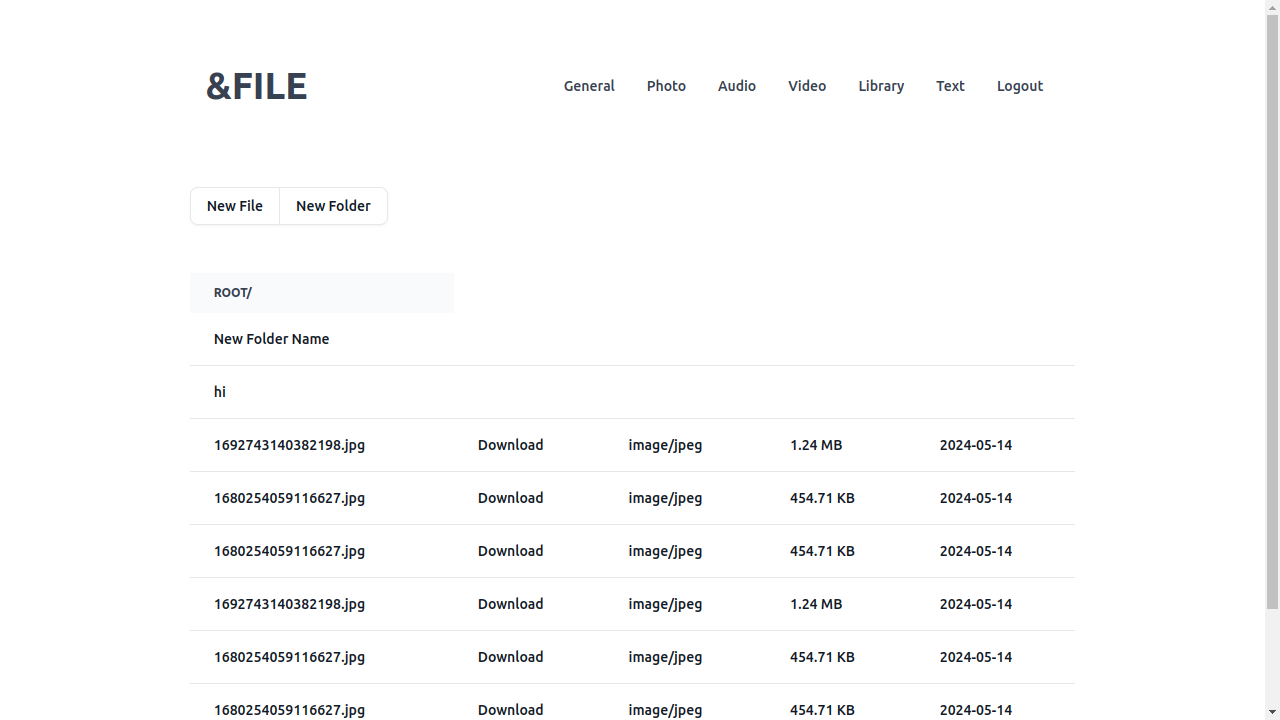 &FILE
General Photo Audio Video Library Text Logout
New File New Folder
ROOT/
New Folder Name
hi
1692743140382198.jpg Download image/jpeg 1.24 MB 2024-05-14
1680254059116627.jpg Download image/jpeg 454.71 KB 2024-05-14
1680254059116627.jpg Download image/jpeg 454.71 KB 2024-05-14
1692743140382198.jpg Download image/jpeg 1.24 MB 2024-05-14
1680254059116627.jpg Download image/jpeg 454.71 KB 2024-05-14
1680254059116627.jpg Download image/jpeg 454.71 KB 2024-05-14